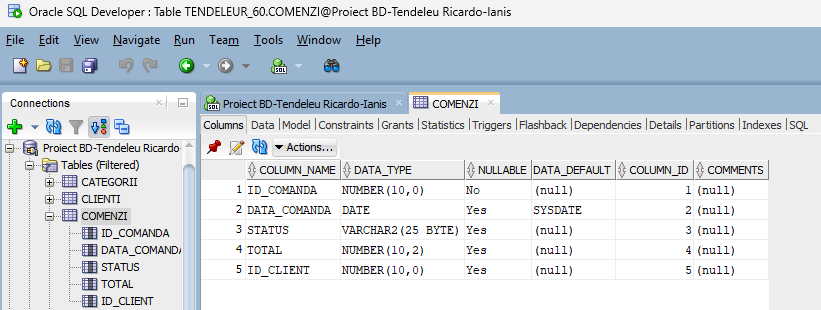 Oracle SQL Developer : Table TENDELEUR_60.COMENZI@Proiect BD-Tendeleu Ricardo-Ianis
File Edit View Navigate Run Team Tools Window Help
SQL
Connections
Proiect BD-Tendeleu Ricardo
Tables (Filtered)
CATEGORII
CLIENTI
COMENZI
ID_COMANDA
DATA_COMANDA
STATUS
TOTAL
ID_CLIENT
SQL Proiect BD-Tendeleu Ricardo-Ianis COMENZI
Columns Data Model Constraints Grants Statistics Triggers Flashback Dependencies Details Partitions Indexes SQL
Actions...
COLUMN_NAME DATA_TYPE NULLABLE DATA_DEFAULT COLUMN_ID COMMENTS
1 ID_COMANDA NUMBER(10,0) No (null) 1 (null)
2 DATA_COMANDA DATE Yes SYSDATE 2 (null)
3 STATUS VARCHAR2(25 BYTE) Yes (null) 3 (null)
4 TOTAL NUMBER(10,2) Yes (null) 4 (null)
5 ID_CLIENT NUMBER(10,0) Yes (null) 5 (null)